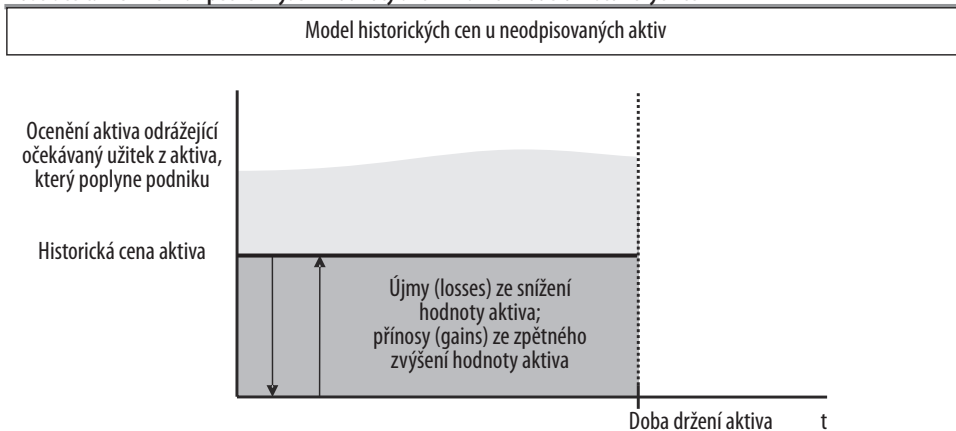 Model historických cen u neodpisovaných aktiv
Ocenění aktiva odrážející
očekávaný užitek z aktiva,
který poplyne podniku
Historická cena aktiva
Újmy (losses) ze snížení
hodnoty aktiva;
přínosy (gains) ze zpětného
zvýšení hodnoty aktiva
Doba držení aktiva t